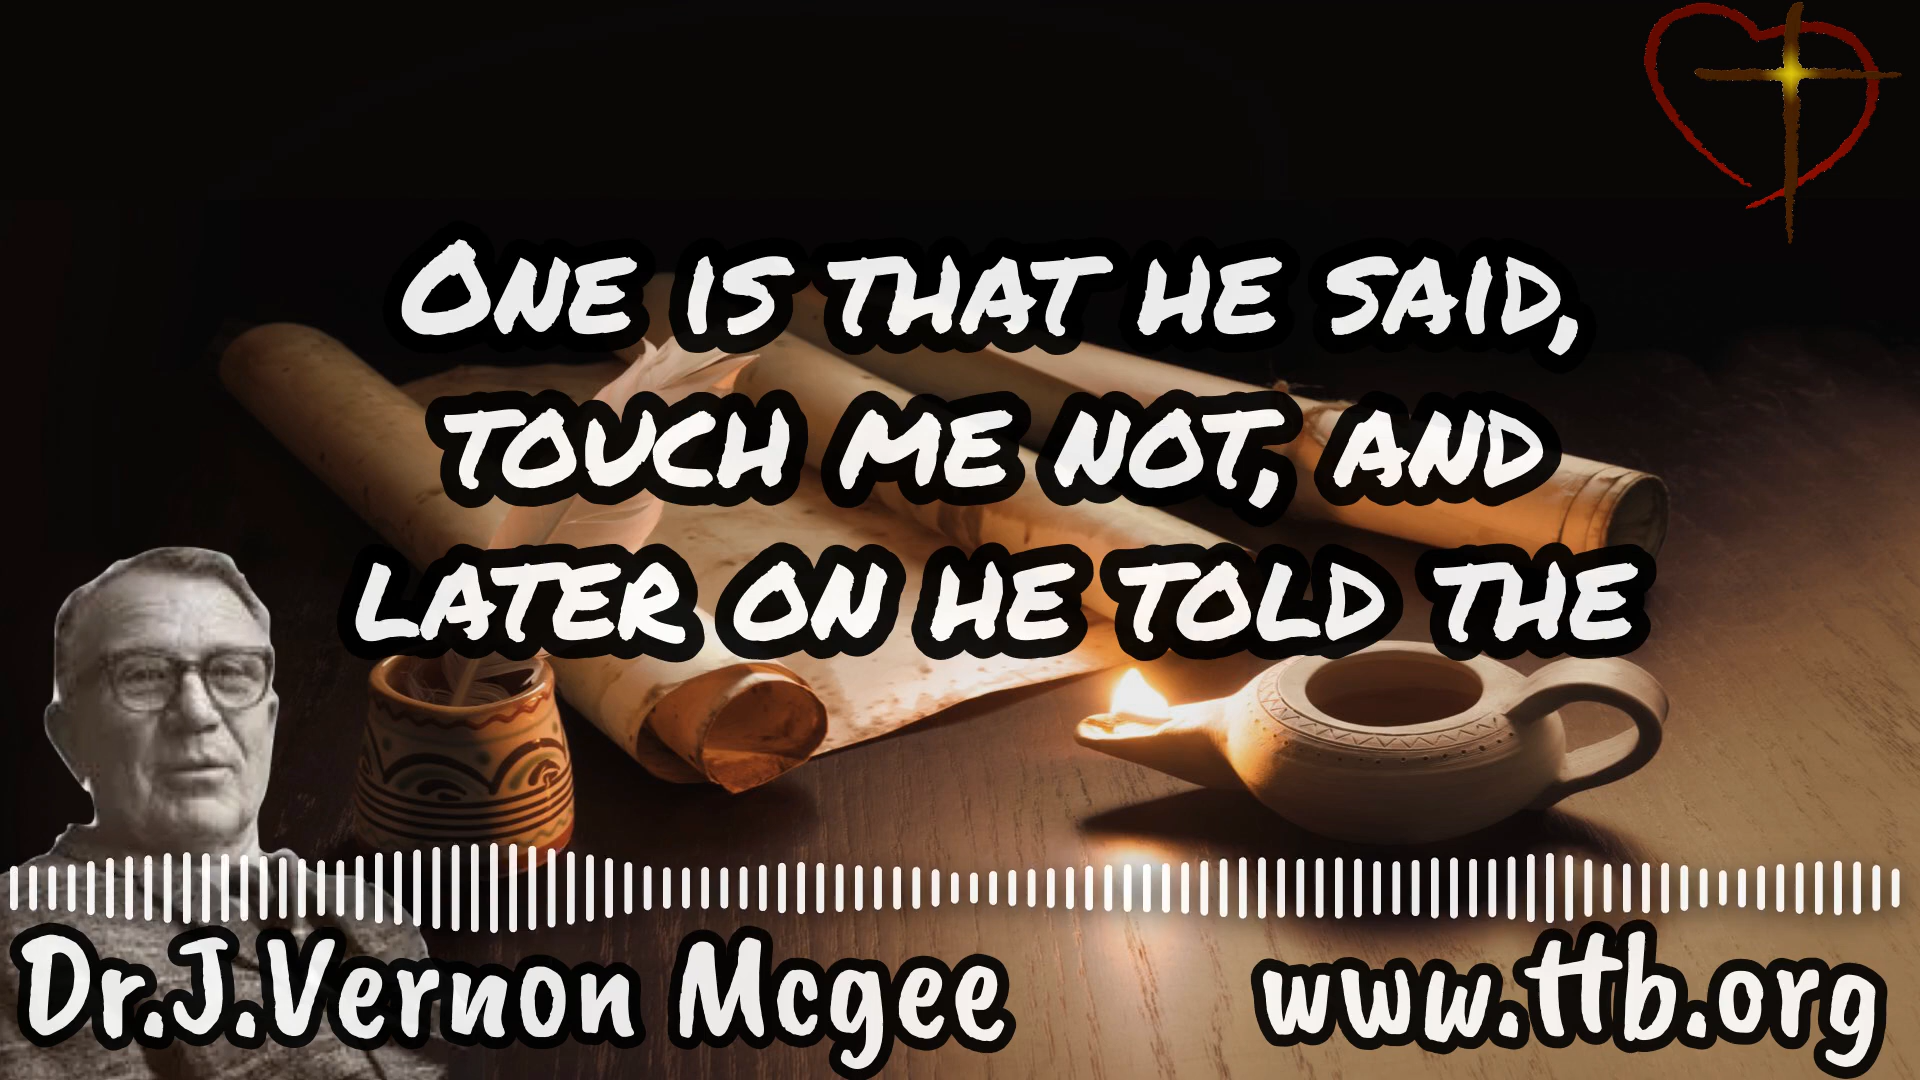 One is that he said,
touch me not, and
later on he told the
Dr.J.Vernon Mcgee
www.ttb.org